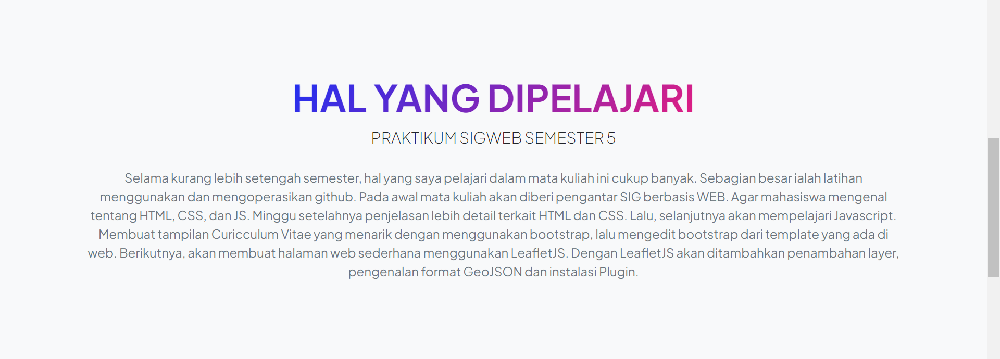 HAL YANG DIPELAJARI
PRAKTIKUM SIGWEB SEMESTER 5
Selama kurang lebih setengah semester, hal yang saya pelajari dalam mata kuliah ini cukup banyak. Sebagian besar ialah latihan
menggunakan dan mengoperasikan github. Pada awal mata kuliah akan diberi pengantar SIG berbasis WEB. Agar mahasiswa mengenal
tentang HTML, CSS, dan JS. Minggu setelahnya penjelasan lebih detail terkait HTML dan CSS. Lalu, selanjutnya akan mempelajari Javascript.
Membuat tampilan Curicculum Vitae yang menarik dengan menggunakan bootstrap, lalu mengedit bootstrap dari template yang ada di
web. Berikutnya, akan membuat halaman web sederhana menggunakan LeafletJS. Dengan LeafletJS akan ditambahkan penambahan layer,
pengenalan format GeoJSON dan instalasi Plugin.